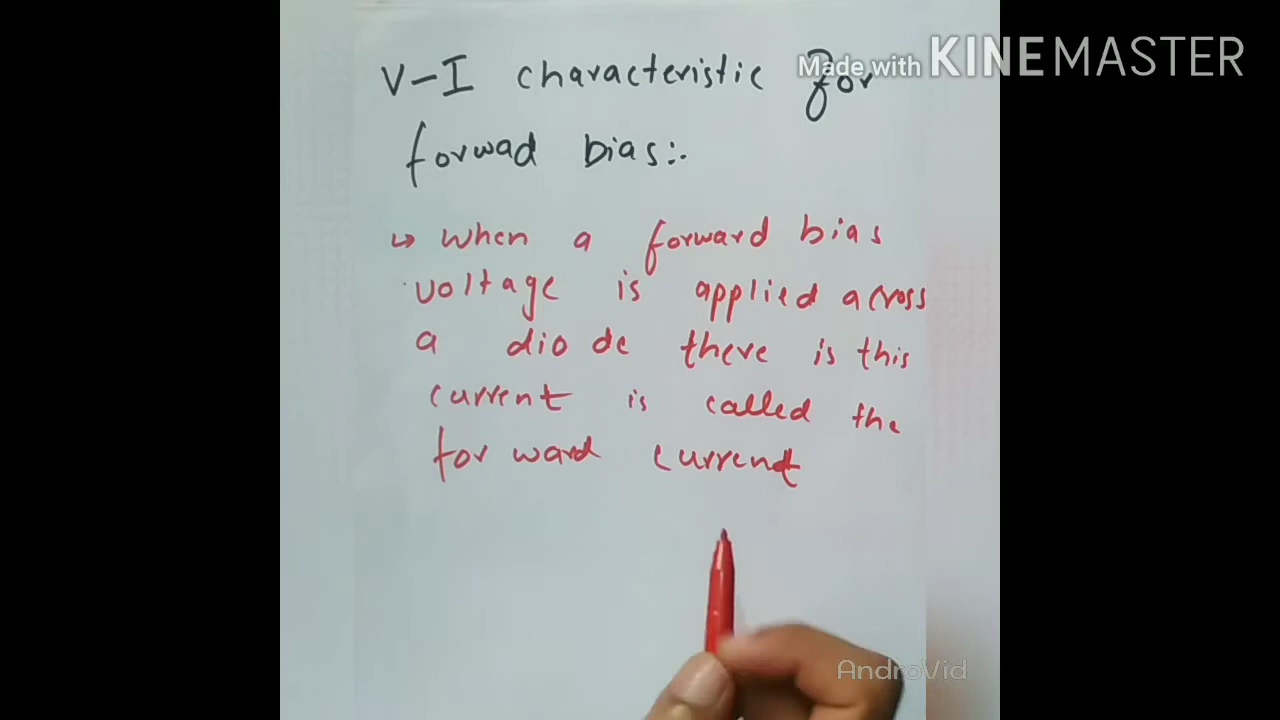 Made with KINEMASTER
V-I characteristic for
forwad bias:-
↳ when a forward bias
voltage is applied across
a diode there is this
current is called the
forward current
AndroVid